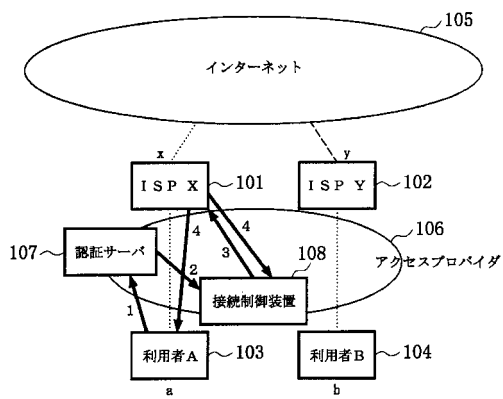 105
インターネット
x
y
ISP X
101
ISP Y
102
106
107
認証サーバ
4
4
3
108
アクセスプロバイダ
2
接続制御装置
1
利用者A
103
利用者B
104
a
b